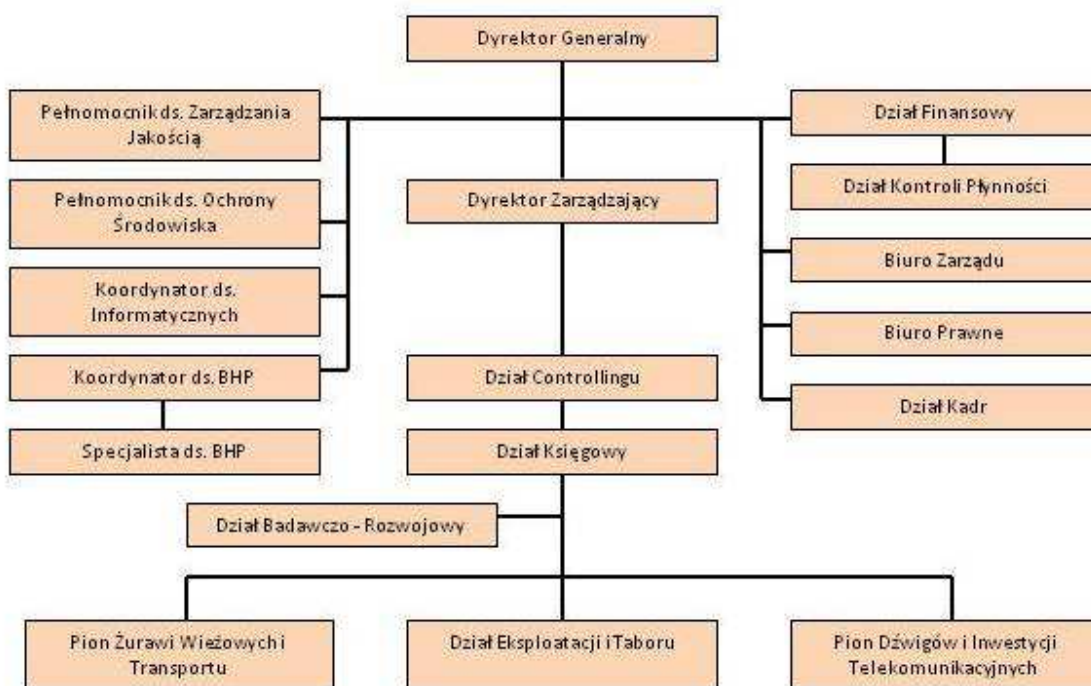 Dyrektor Generalny
Pełnomocnik ds. Zarządzania
Jakością
Dział Finansowy
Dział Kontroli Płynności
Pełnomocnik ds. Ochrony
Środowiska
Dyrektor Zarządzający
Biuro Zarządu
Koordynator ds.
Informatycznych
Biuro Prawne
Koordynator ds. BHP
Dział Controllingu
Dział Kadr
Specjalista ds. BHP
Dział Księgowy
Dział Badawczo - Rozwojowy
Pion Żurawi Wieżowych i
Transportu
Dział Eksploatacji i Taboru
Pion Dźwigów i Inwestycji
Telekomunikacyjnych